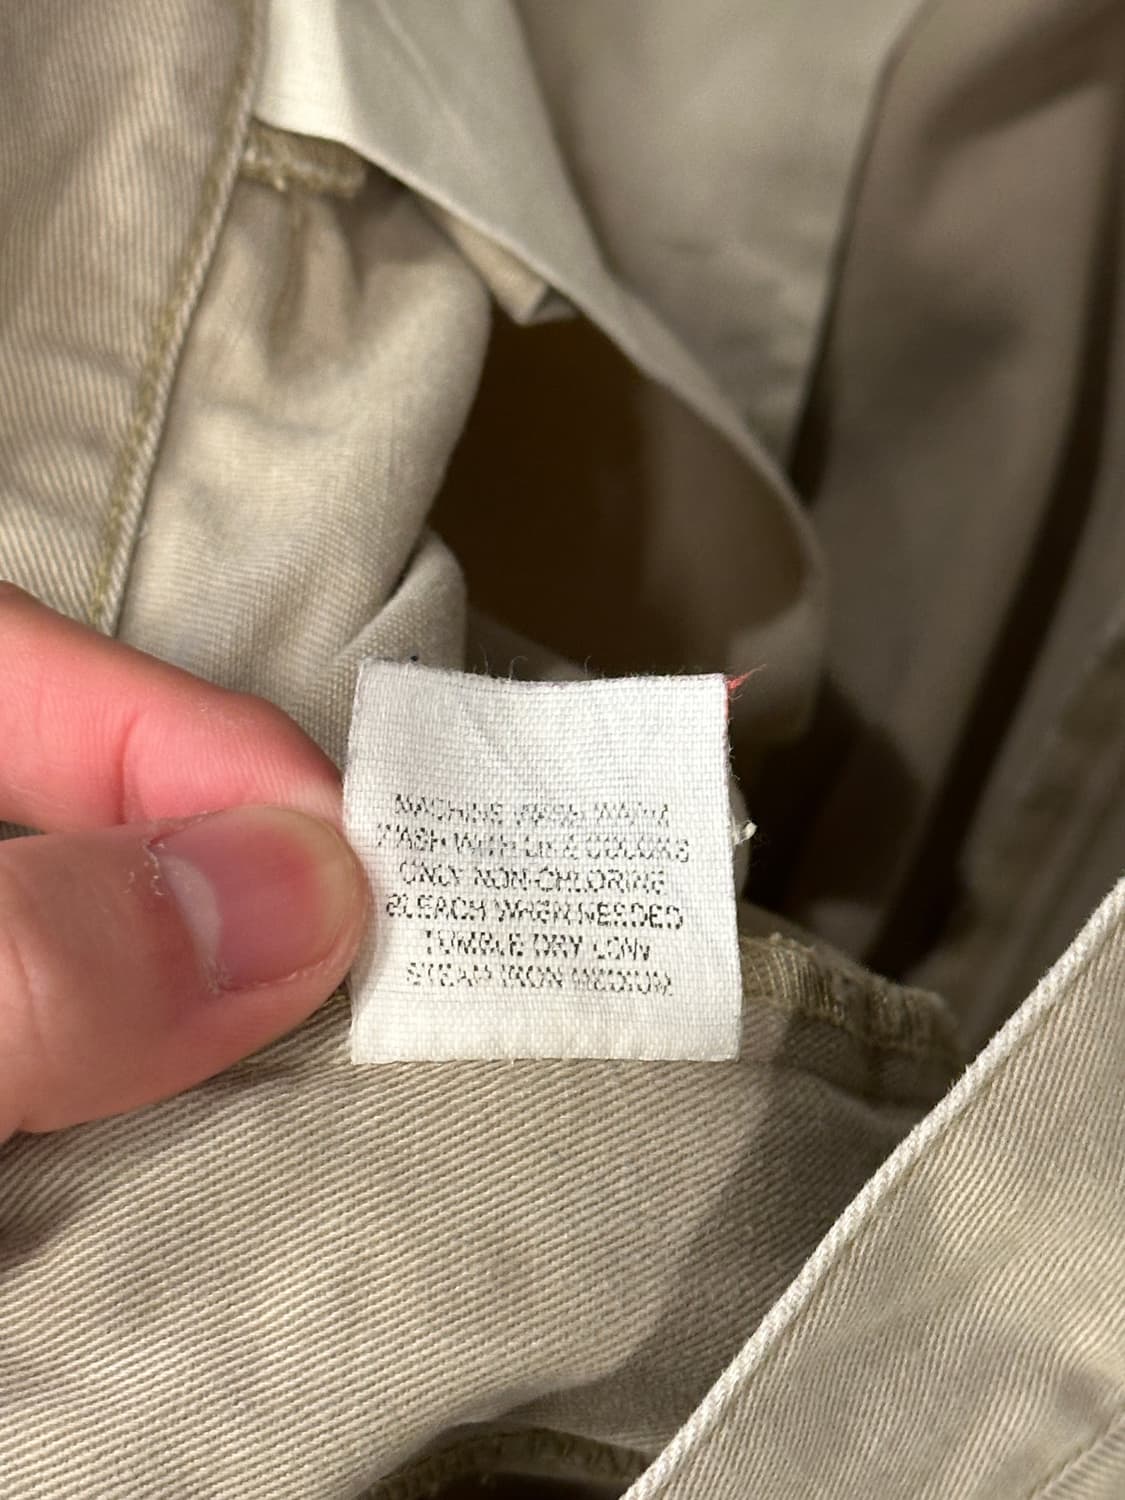 MACHINE WASH WARM
WASH WITH LIKE COLORS
ONLY NON-CHLORINE
BLEACH WHEN NEEDED
TUMBLE DRY LOW
STEAM IRON MEDIUM